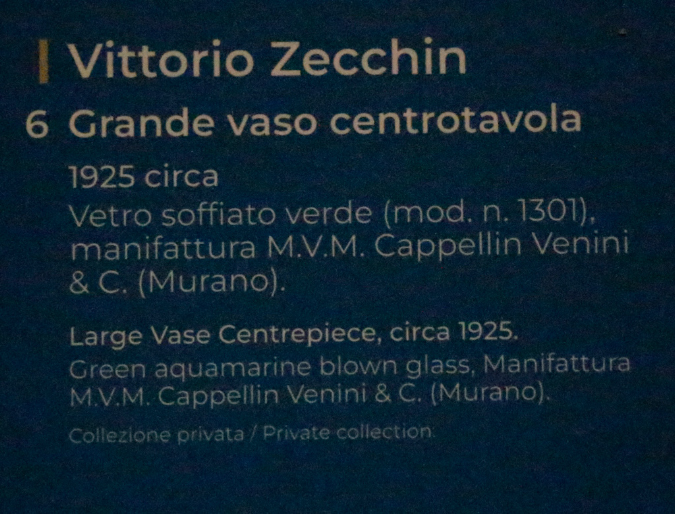 Vittorio Zecchin
6 Grande vaso centrotavola
1925 circa
Vetro soffiato verde (mod. n. 1301),
manifattura M.V.M. Cappellin Venini
& C. (Murano).
Large Vase Centrepiece, circa 1925.
Green aquamarine blown glass, Manifattura
M.V.M. Cappellin Venini & C. (Murano).
Collezione privata / Private collection.